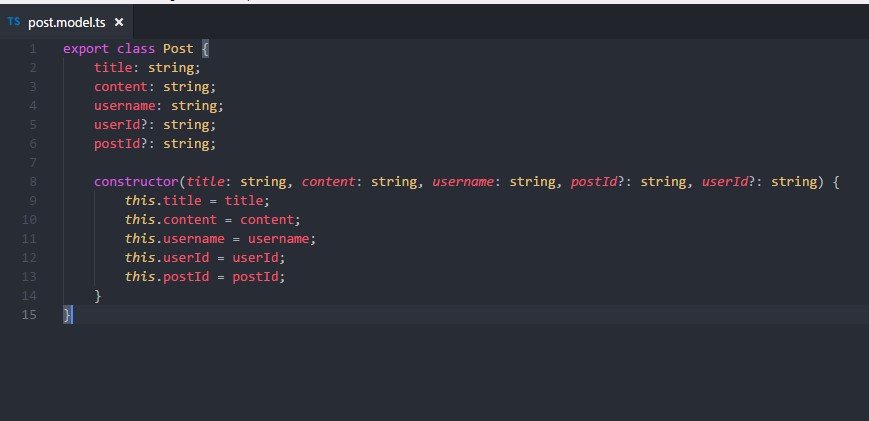 TS post.model.ts ×
1 export class Post {
2 title: string;
3 content: string;
4 username: string;
5 userId?: string;
6 postId?: string;
7
8 constructor(title: string, content: string, username: string, postId?: string, userId?: string) {
9 this.title = title;
10 this.content = content;
11 this.username = username;
12 this.userId = userId;
13 this.postId = postId;
14 }
15 }